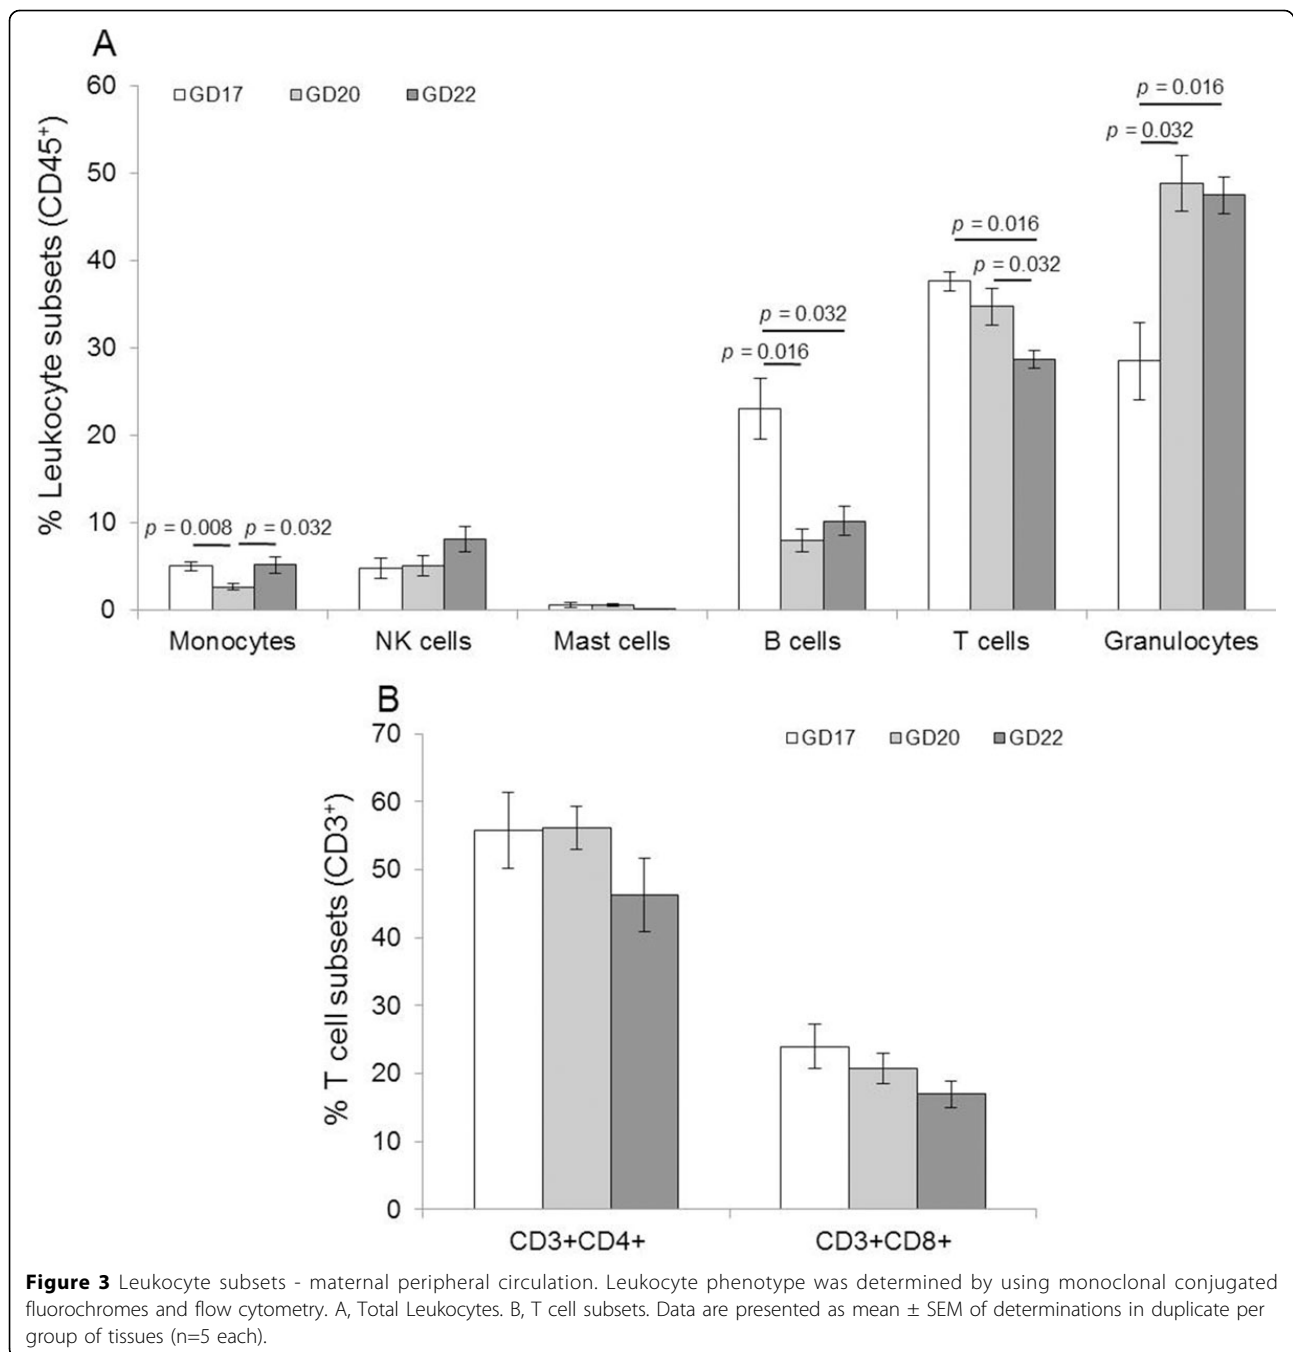 A
60
50
40
30
20
10
0
% Leukocyte subsets (CD45⁺)
GD17 GD20 GD22
p = 0.008
p = 0.032
p = 0.032
p = 0.016
p = 0.016
p = 0.032
p = 0.016
p = 0.032
Monocytes NK cells Mast cells B cells T cells Granulocytes
B
70
60
50
40
30
20
10
0
% T cell subsets (CD3⁺)
GD17 GD20 GD22
CD3+CD4+ CD3+CD8+
Figure 3 Leukocyte subsets - maternal peripheral circulation. Leukocyte phenotype was determined by using monoclonal conjugated
fluorochromes and flow cytometry. A, Total Leukocytes. B, T cell subsets. Data are presented as mean ± SEM of determinations in duplicate per
group of tissues (n=5 each).